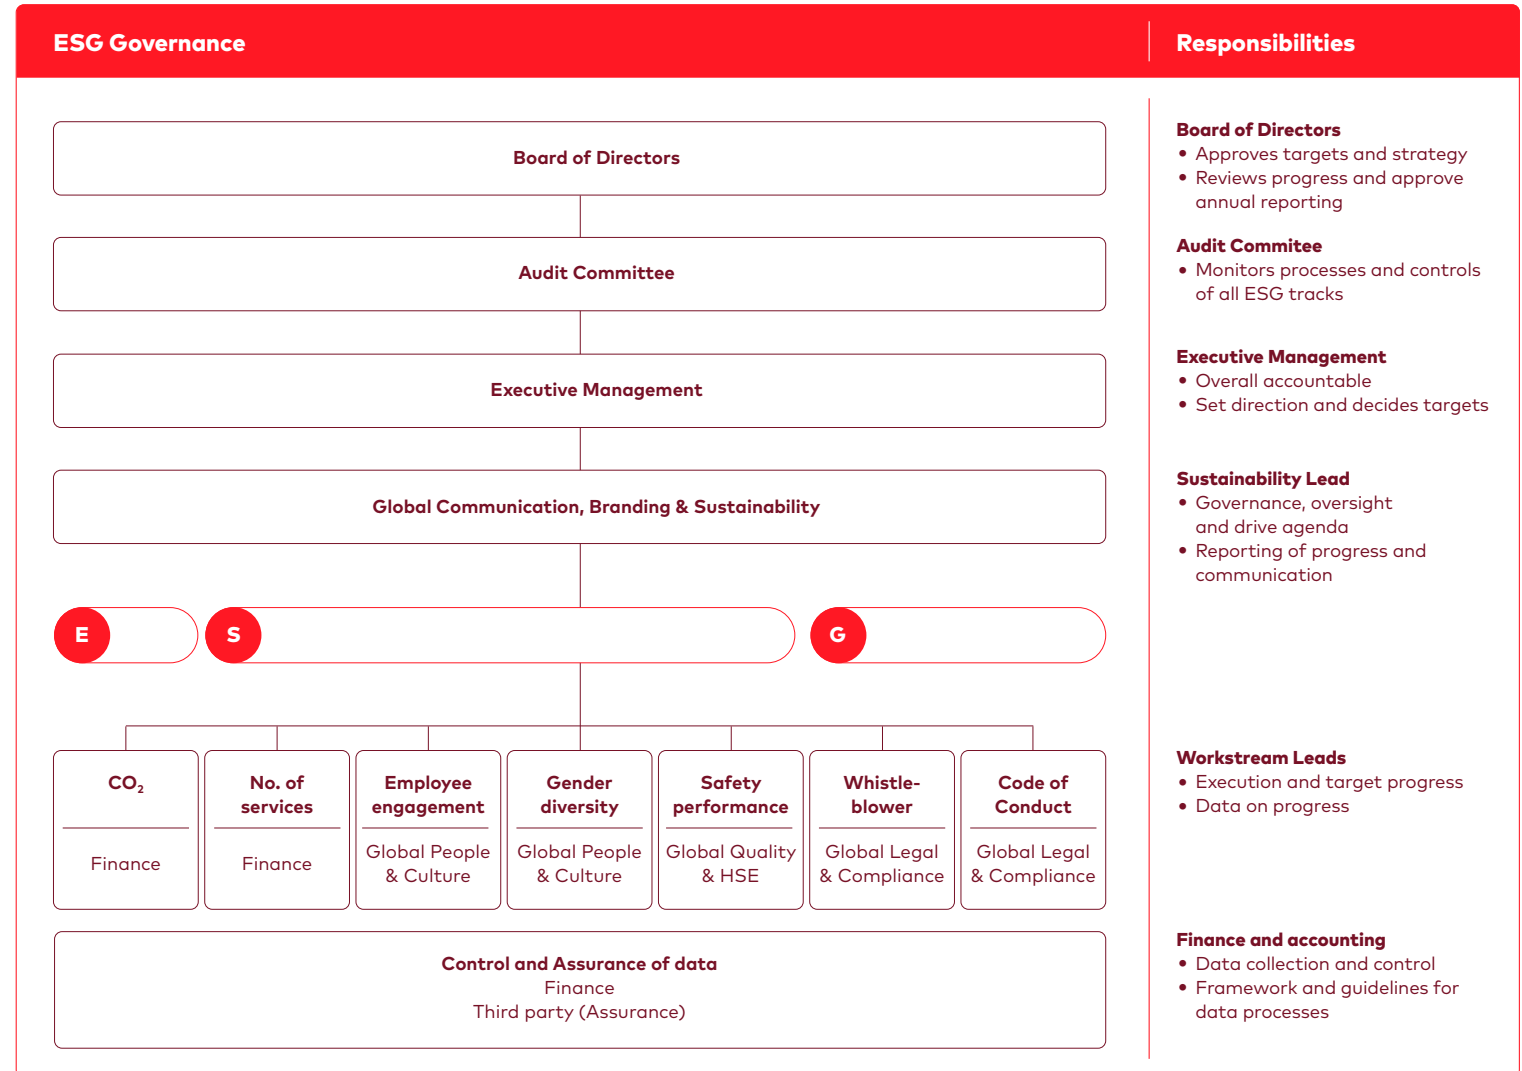 ESG Governance
Responsibilities
Board of Directors
Audit Committee
Executive Management
Global Communication, Branding & Sustainability
E
S
G
CO₂
Finance
No. of
services
Finance
Employee
engagement
Global People
& Culture
Gender
diversity
Global People
& Culture
Safety
performance
Global Quality
& HSE
Whistle-
blower
Global Legal
& Compliance
Code of
Conduct
Global Legal
& Compliance
Control and Assurance of data
Finance
Third party (Assurance)
Board of Directors
• Approves targets and strategy
• Reviews progress and approve
annual reporting
Audit Commitee
• Monitors processes and controls
of all ESG tracks
Executive Management
• Overall accountable
• Set direction and decides targets
Sustainability Lead
• Governance, oversight
and drive agenda
• Reporting of progress and
communication
Workstream Leads
• Execution and target progress
• Data on progress
Finance and accounting
• Data collection and control
• Framework and guidelines for
data processes